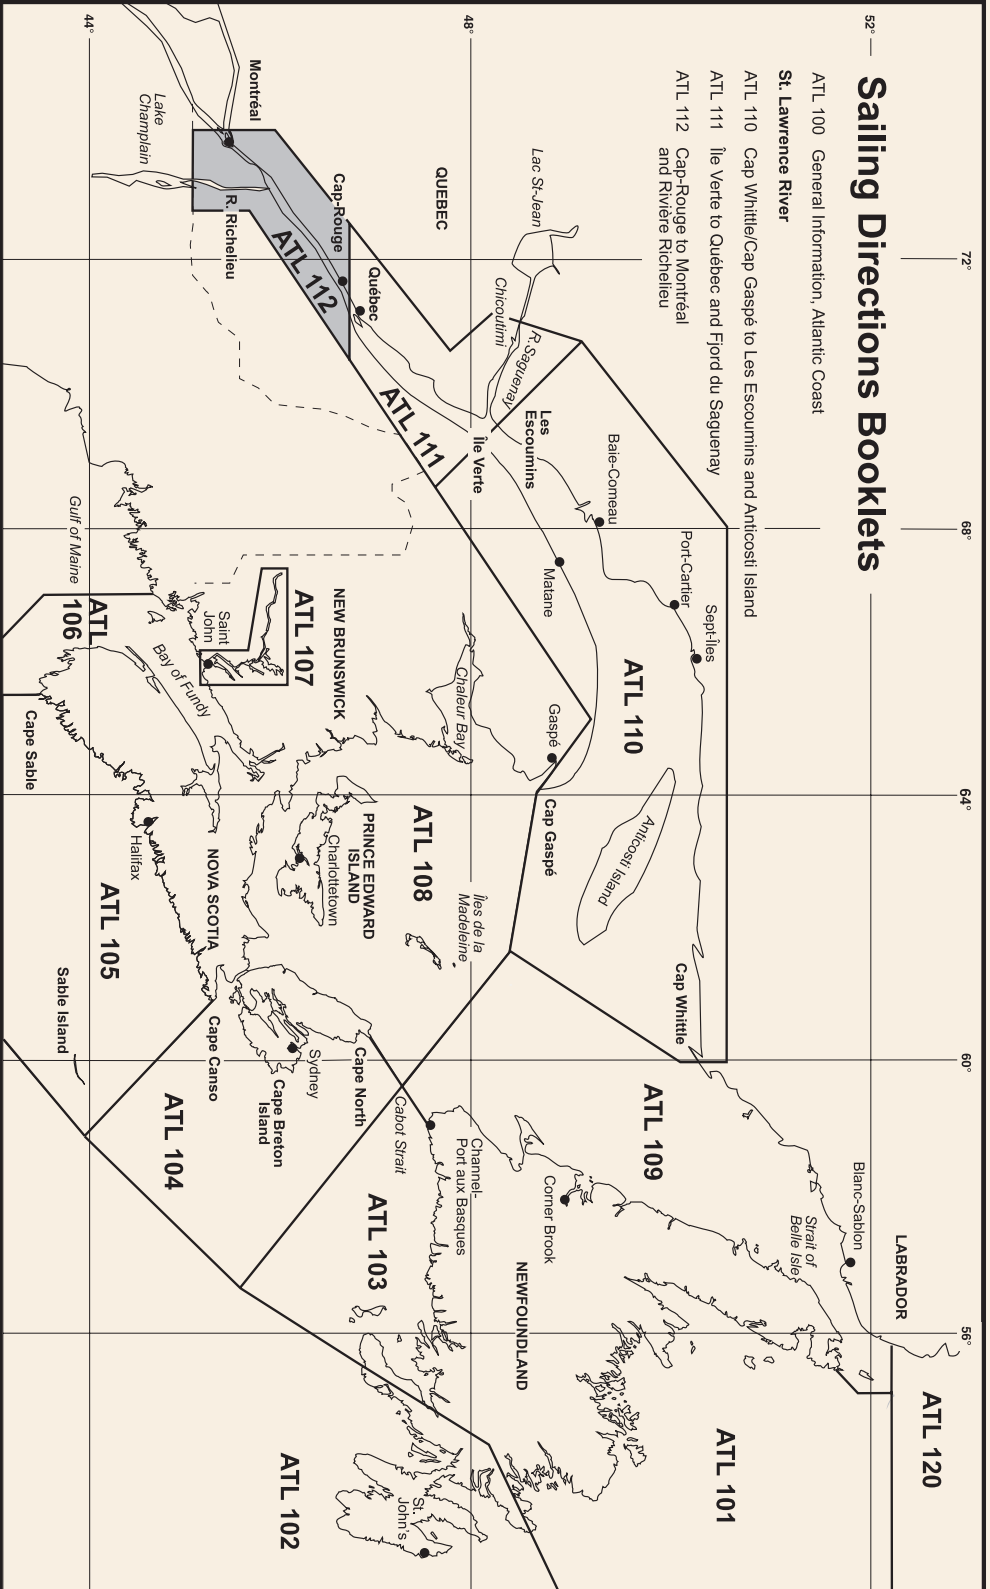 Sailing Directions Booklets
ATL 100 General Information, Atlantic Coast
St. Lawrence River
ATL 110 Cap Whittle/Cap Gaspé to Les Escoumins and Anticosti Island
ATL 111 Île Verte to Québec and Fjord du Saguenay
ATL 112 Cap-Rouge to Montréal
and Rivière Richelieu
52°
48°
44°
72°
68°
64°
60°
56°
LABRADOR
ATL 120
Blanc-Sablon
Strait of
Belle Isle
ATL 101
ATL 109
Cap Whittle
Sept-Îles
Port-Cartier
Baie-Comeau
ATL 110
Anticosti Island
Les
Escoumins
Matane
Gaspé
Cap Gaspé
Corner Brook
NEWFOUNDLAND
Lac St-Jean
Chicoutimi
R. Saguenay
Île Verte
QUEBEC
ATL 111
Chaleur Bay
Îles de la
Madeleine
Channel-
Port aux Basques
ATL 108
Cabot Strait
St.
John's
ATL 103
Québec
Cap-Rouge
ATL 112
PRINCE EDWARD
ISLAND
Charlottetown
Cape North
NEW BRUNSWICK
ATL 107
Sydney
Cape Breton
Island
ATL 102
Montréal
R. Richelieu
Saint
John
Bay of Fundy
NOVA SCOTIA
Cape Canso
ATL 104
Lake
Champlain
Halifax
ATL 105
Gulf of Maine
ATL
106
Cape Sable
Sable Island